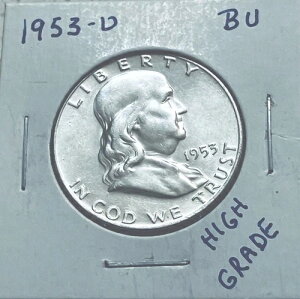 1953-D BU
LIBERTY
1953
IN GOD WE TRUST
HIGH
GRADE